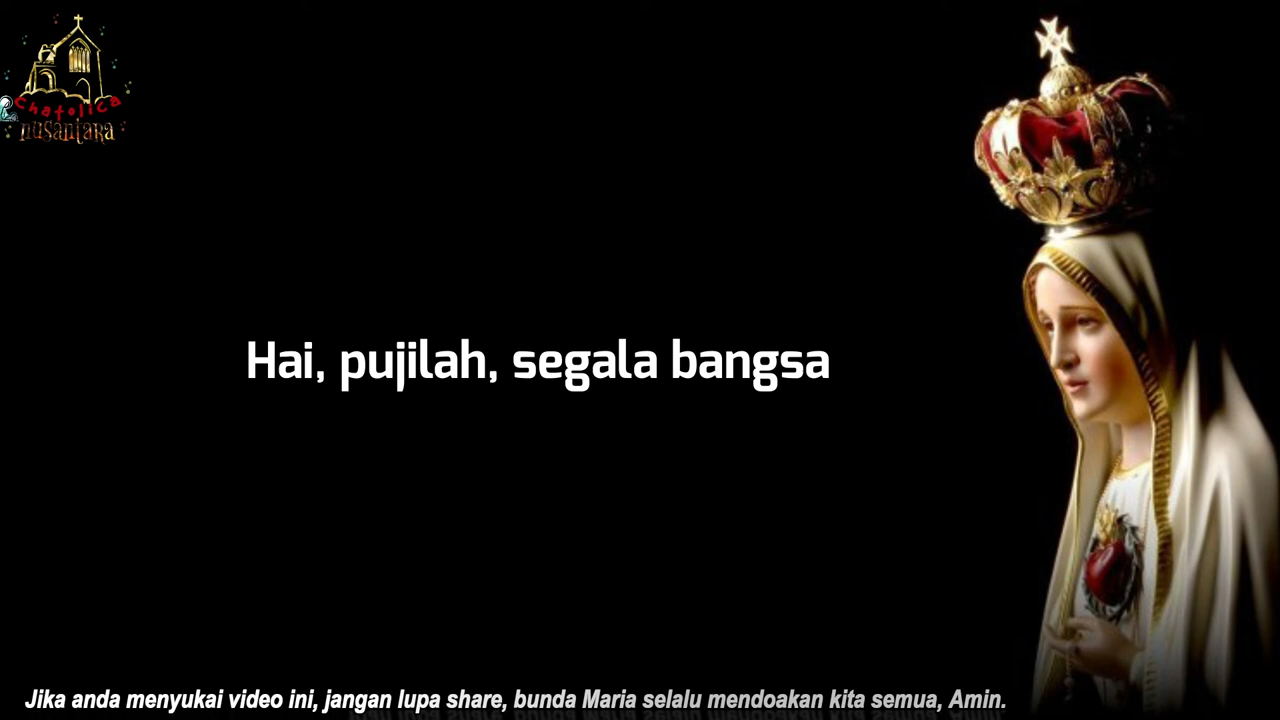 Chatolica
nusantara
Hai, pujilah, segala bangsa
Jika anda menyukai video ini, jangan lupa share, bunda Maria selalu mendoakan kita semua, Amin.